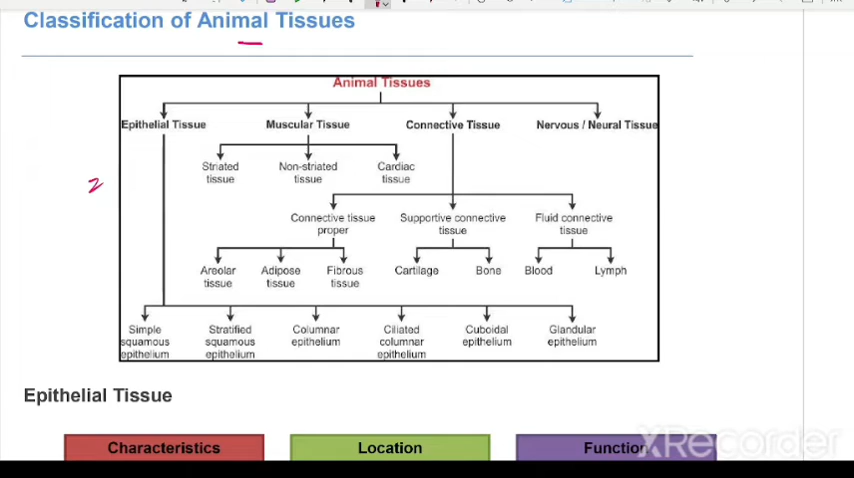 Classification of Animal Tissues
Animal Tissues
Epithelial Tissue Muscular Tissue Connective Tissue Nervous / Neural Tissue
Striated Non-striated Cardiac
tissue tissue tissue
Connective tissue Supportive connective Fluid connective
proper tissue tissue
Areolar Adipose Fibrous Cartilage Bone Blood Lymph
tissue tissue tissue
Simple Stratified Columnar Ciliated Cuboidal Glandular
squamous squamous epithelium columnar epithelium epithelium
epithelium epithelium epithelium
Epithelial Tissue
Characteristics Location Function
XRecorder